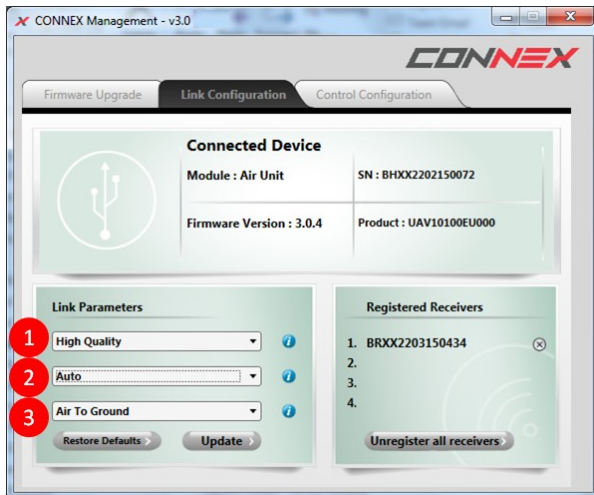 CONNEX Management - v3.0
CONNEX
Firmware Upgrade
Link Configuration
Control Configuration
Connected Device
Module : Air Unit
SN : BHXX2202150072
Firmware Version : 3.0.4
Product : UAV10100EU000
Link Parameters
1
High Quality
2
Auto
3
Air To Ground
Restore Defaults
Update
Registered Receivers
1. BRXX2203150434
2.
3.
4.
Unregister all receivers